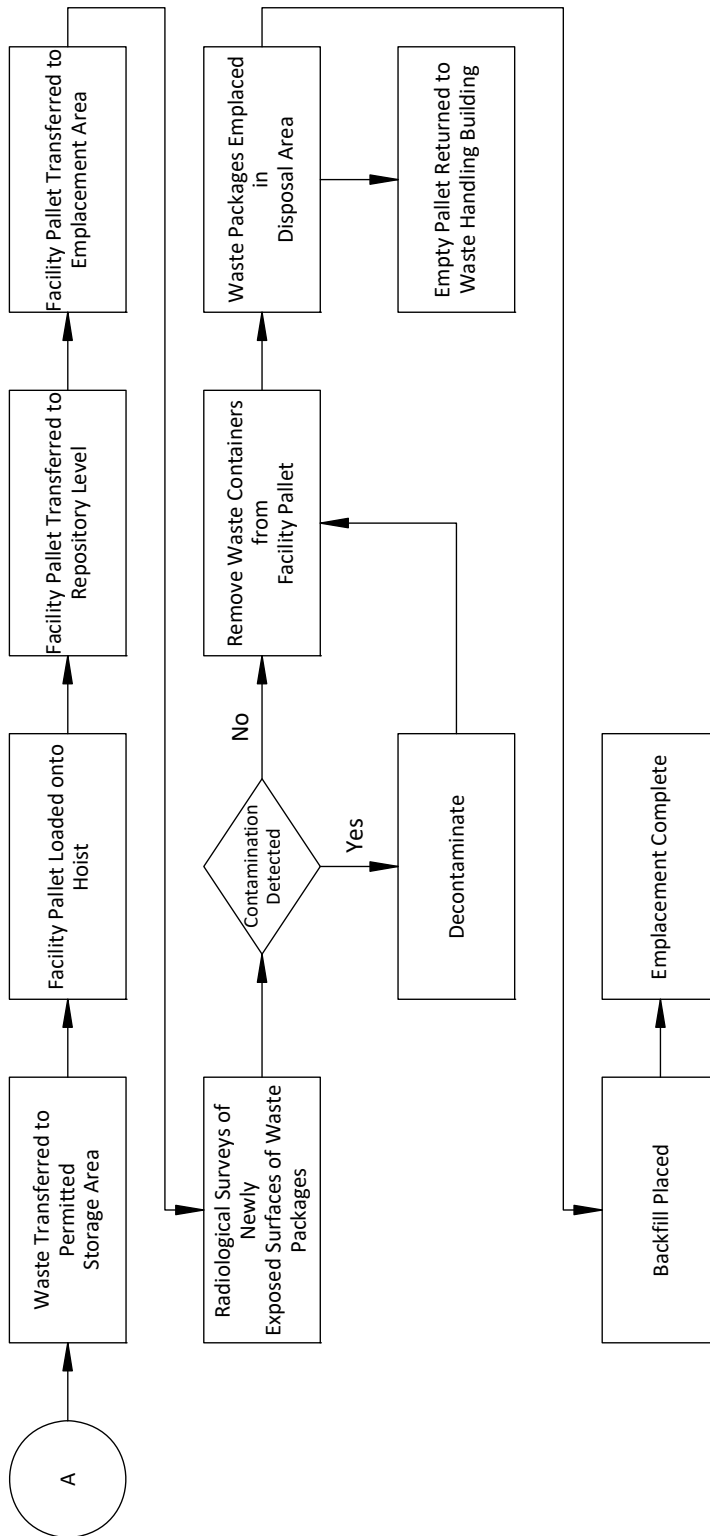 A
Waste Transferred to
Permitted
Storage Area
Facility Pallet Loaded onto
Hoist
Facility Pallet Transferred to
Repository Level
Facility Pallet Transferred to
Emplacement Area
Radiological Surveys of
Newly
Exposed Surfaces of Waste
Packages
Contamination
Detected
No
Yes
Remove Waste Containers
from
Facility Pallet
Waste Packages Emplaced
in
Disposal Area
Decontaminate
Empty Pallet Returned to
Waste Handling Building
Backfill Placed
Emplacement Complete